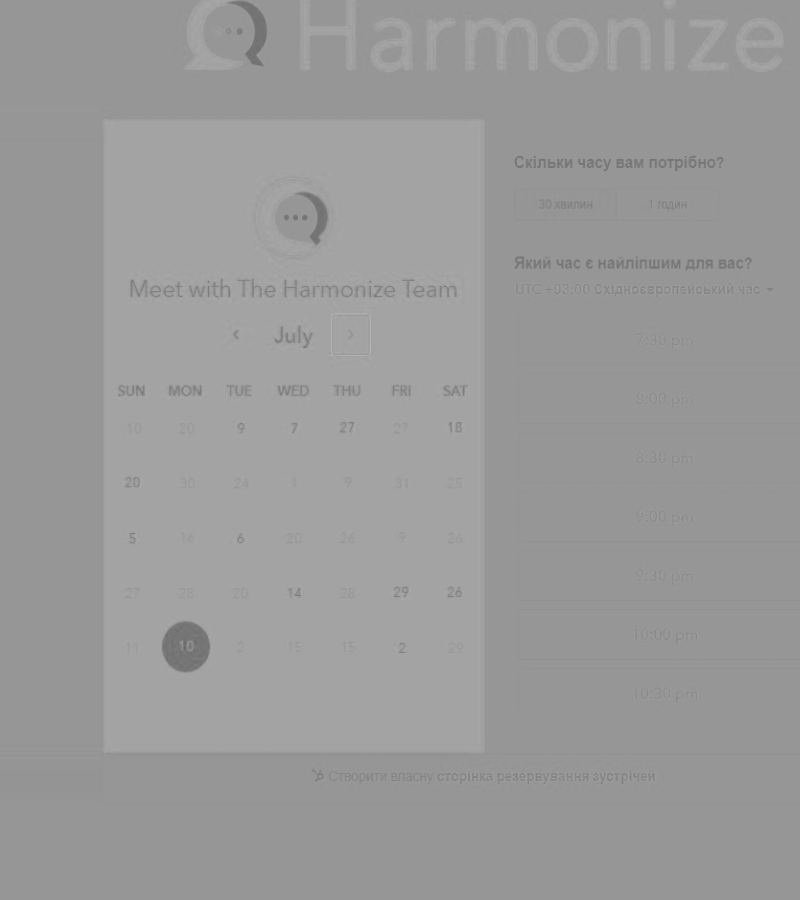 Harmonize
Meet with The Harmonize Team
July
SUN MON TUE WED THU FRI SAT
10 20 9 7 27 27 18
20 30 24 1 9 31 25
5 16 6 20 26 9 26
27 28 20 14 28 29 26
11 10 2 15 15 2 29
Скільки часу вам потрібно?
30 хвилин 1 годин
Який час є найліпшим для вас?
UTC +03:00 Східноєвропейський час
7:30 pm
8:00 pm
8:30 pm
9:00 pm
9:30 pm
10:00 pm
10:30 pm
Створити власну сторінка резервування зустрічей